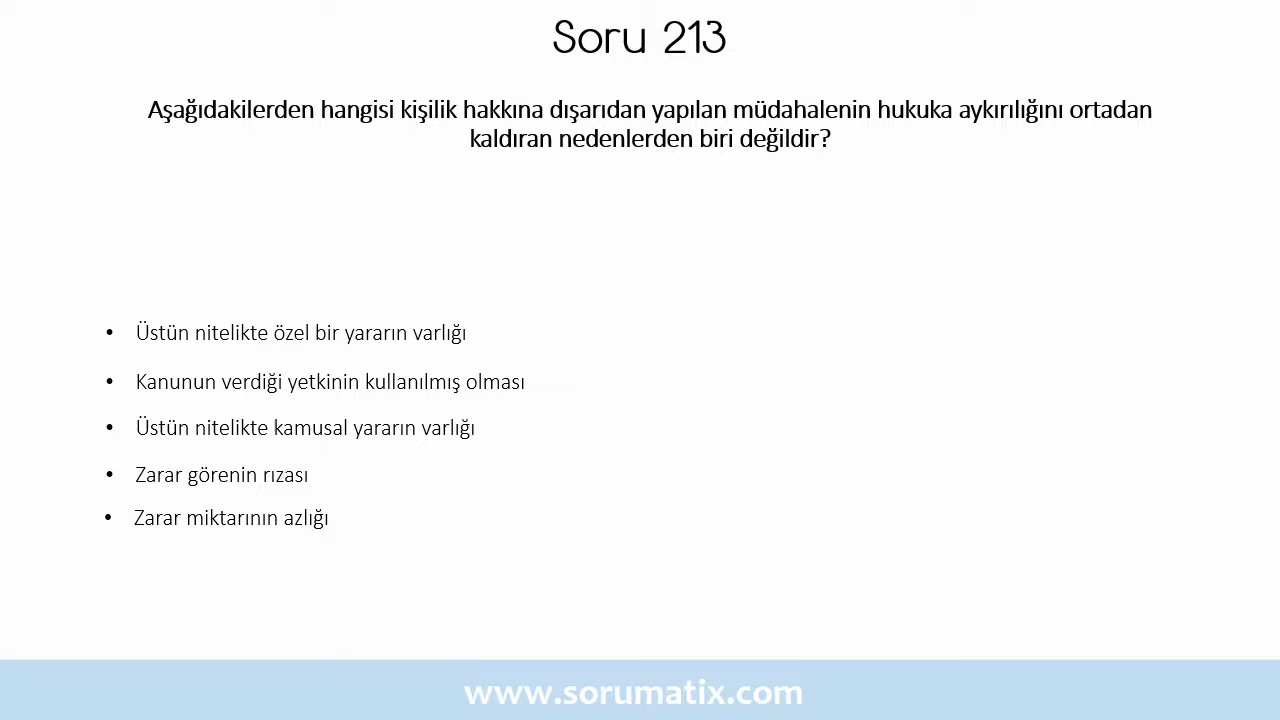 Soru 213
Aşağıdakilerden hangisi kişilik hakkına dışarıdan yapılan müdahalenin hukuka aykırılığını ortadan
kaldıran nedenlerden biri değildir?
• Üstün nitelikte özel bir yararın varlığı
• Kanunun verdiği yetkinin kullanılmış olması
• Üstün nitelikte kamusal yararın varlığı
• Zarar görenin rızası
• Zarar miktarının azlığı
www.sorumatix.com